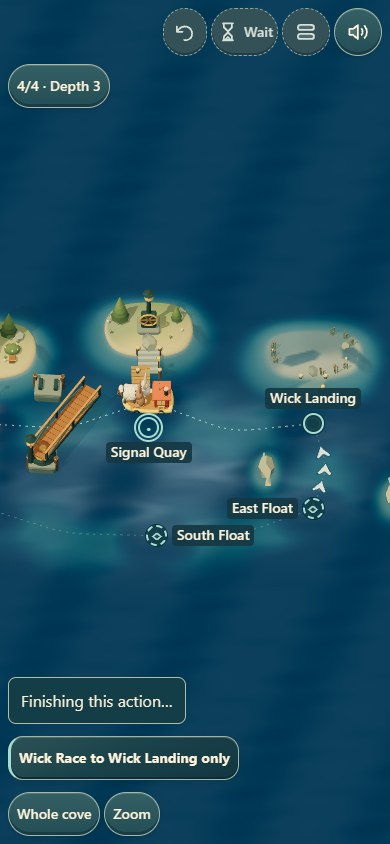 Wait
4/4 · Depth 3
Wick Landing
Signal Quay
East Float
South Float
Finishing this action...
Wick Race to Wick Landing only
Whole cove
Zoom